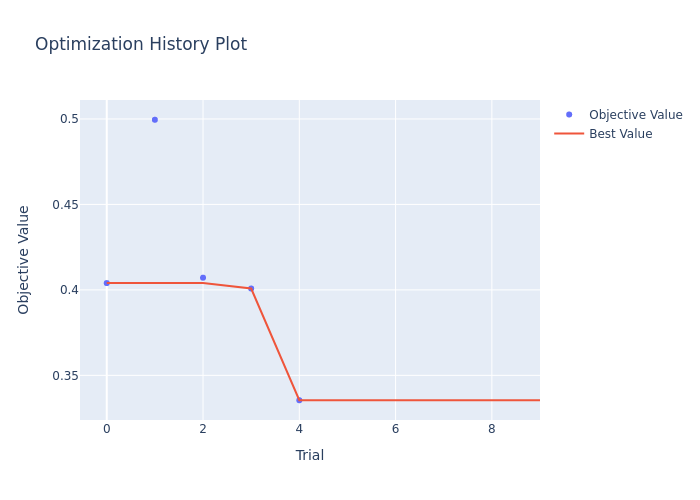 Optimization History Plot
Objective Value
Best Value
0.5
0.45
0.4
0.35
Objective Value
0
2
4
6
8
Trial